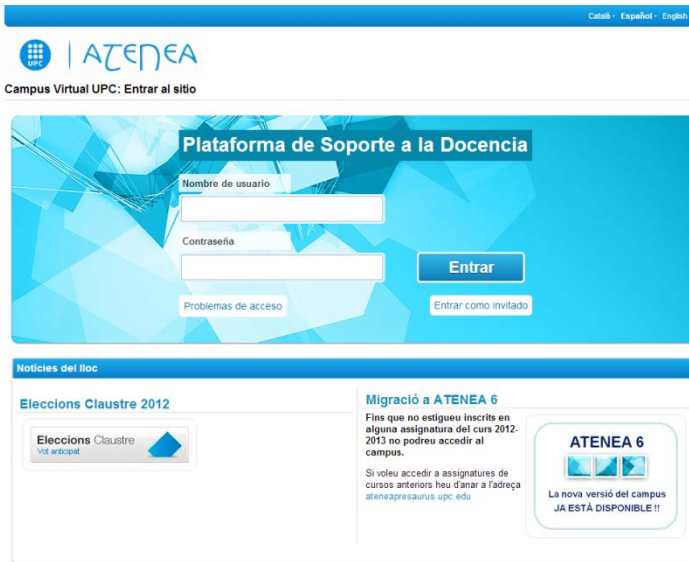 Català · Español · English
UPC
ATENEA
Campus Virtual UPC: Entrar al sitio
Plataforma de Soporte a la Docencia
Nombre de usuario
Contraseña
Entrar
Problemas de acceso
Entrar como invitado
Notícies del lloc
Eleccions Claustre 2012
Eleccions Claustre
Vot anticipat
Migració a ATENEA 6
Fins que no estigueu inscrits en
alguna assignatura del curs 2012-
2013 no podreu accedir al
campus.
Si voleu accedir a assignatures de
cursos anteriors heu d'anar a l'adreça
ateneapresaurus.upc.edu
ATENEA 6
La nova versió del campus
JA ESTÀ DISPONIBLE !!